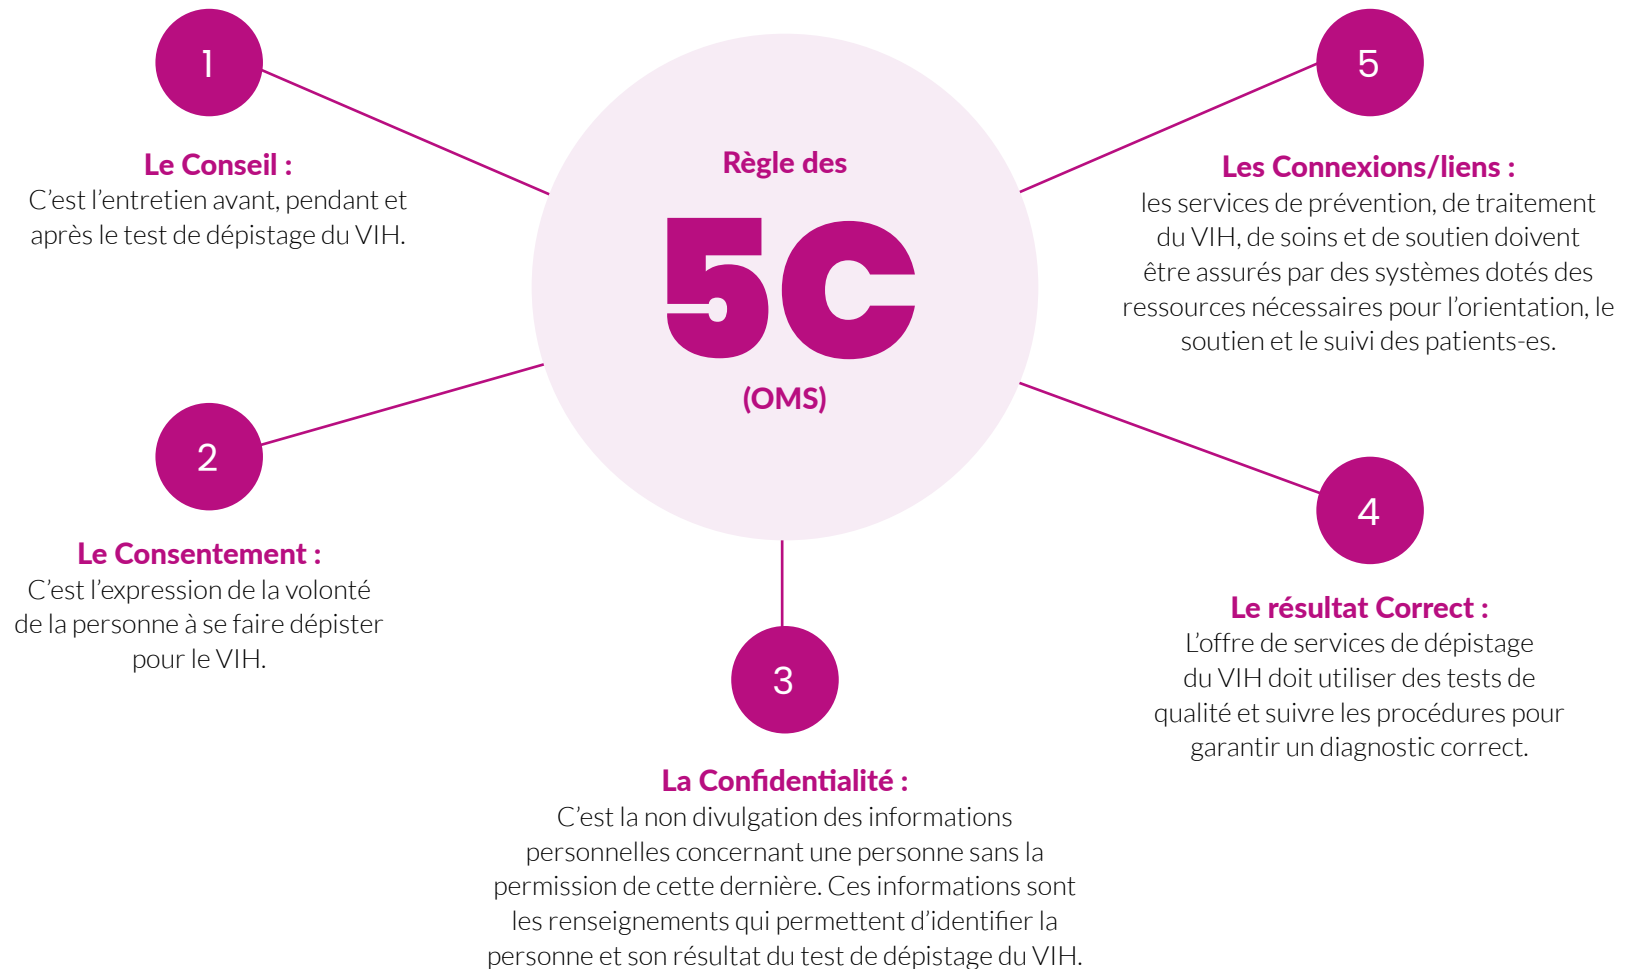 Règle des
5C
(OMS)
1
Le Conseil :
C’est l’entretien avant, pendant et
après le test de dépistage du VIH.
2
Le Consentement :
C’est l’expression de la volonté
de la personne à se faire dépister
pour le VIH.
3
La Confidentialité :
C’est la non divulgation des informations
personnelles concernant une personne sans la
permission de cette dernière. Ces informations sont
les renseignements qui permettent d’identifier la
personne et son résultat du test de dépistage du VIH.
4
Le résultat Correct :
L’offre de services de dépistage
du VIH doit utiliser des tests de
qualité et suivre les procédures pour
garantir un diagnostic correct.
5
Les Connexions/liens :
les services de prévention, de traitement
du VIH, de soins et de soutien doivent
être assurés par des systèmes dotés des
ressources nécessaires pour l’orientation, le
soutien et le suivi des patients-es.